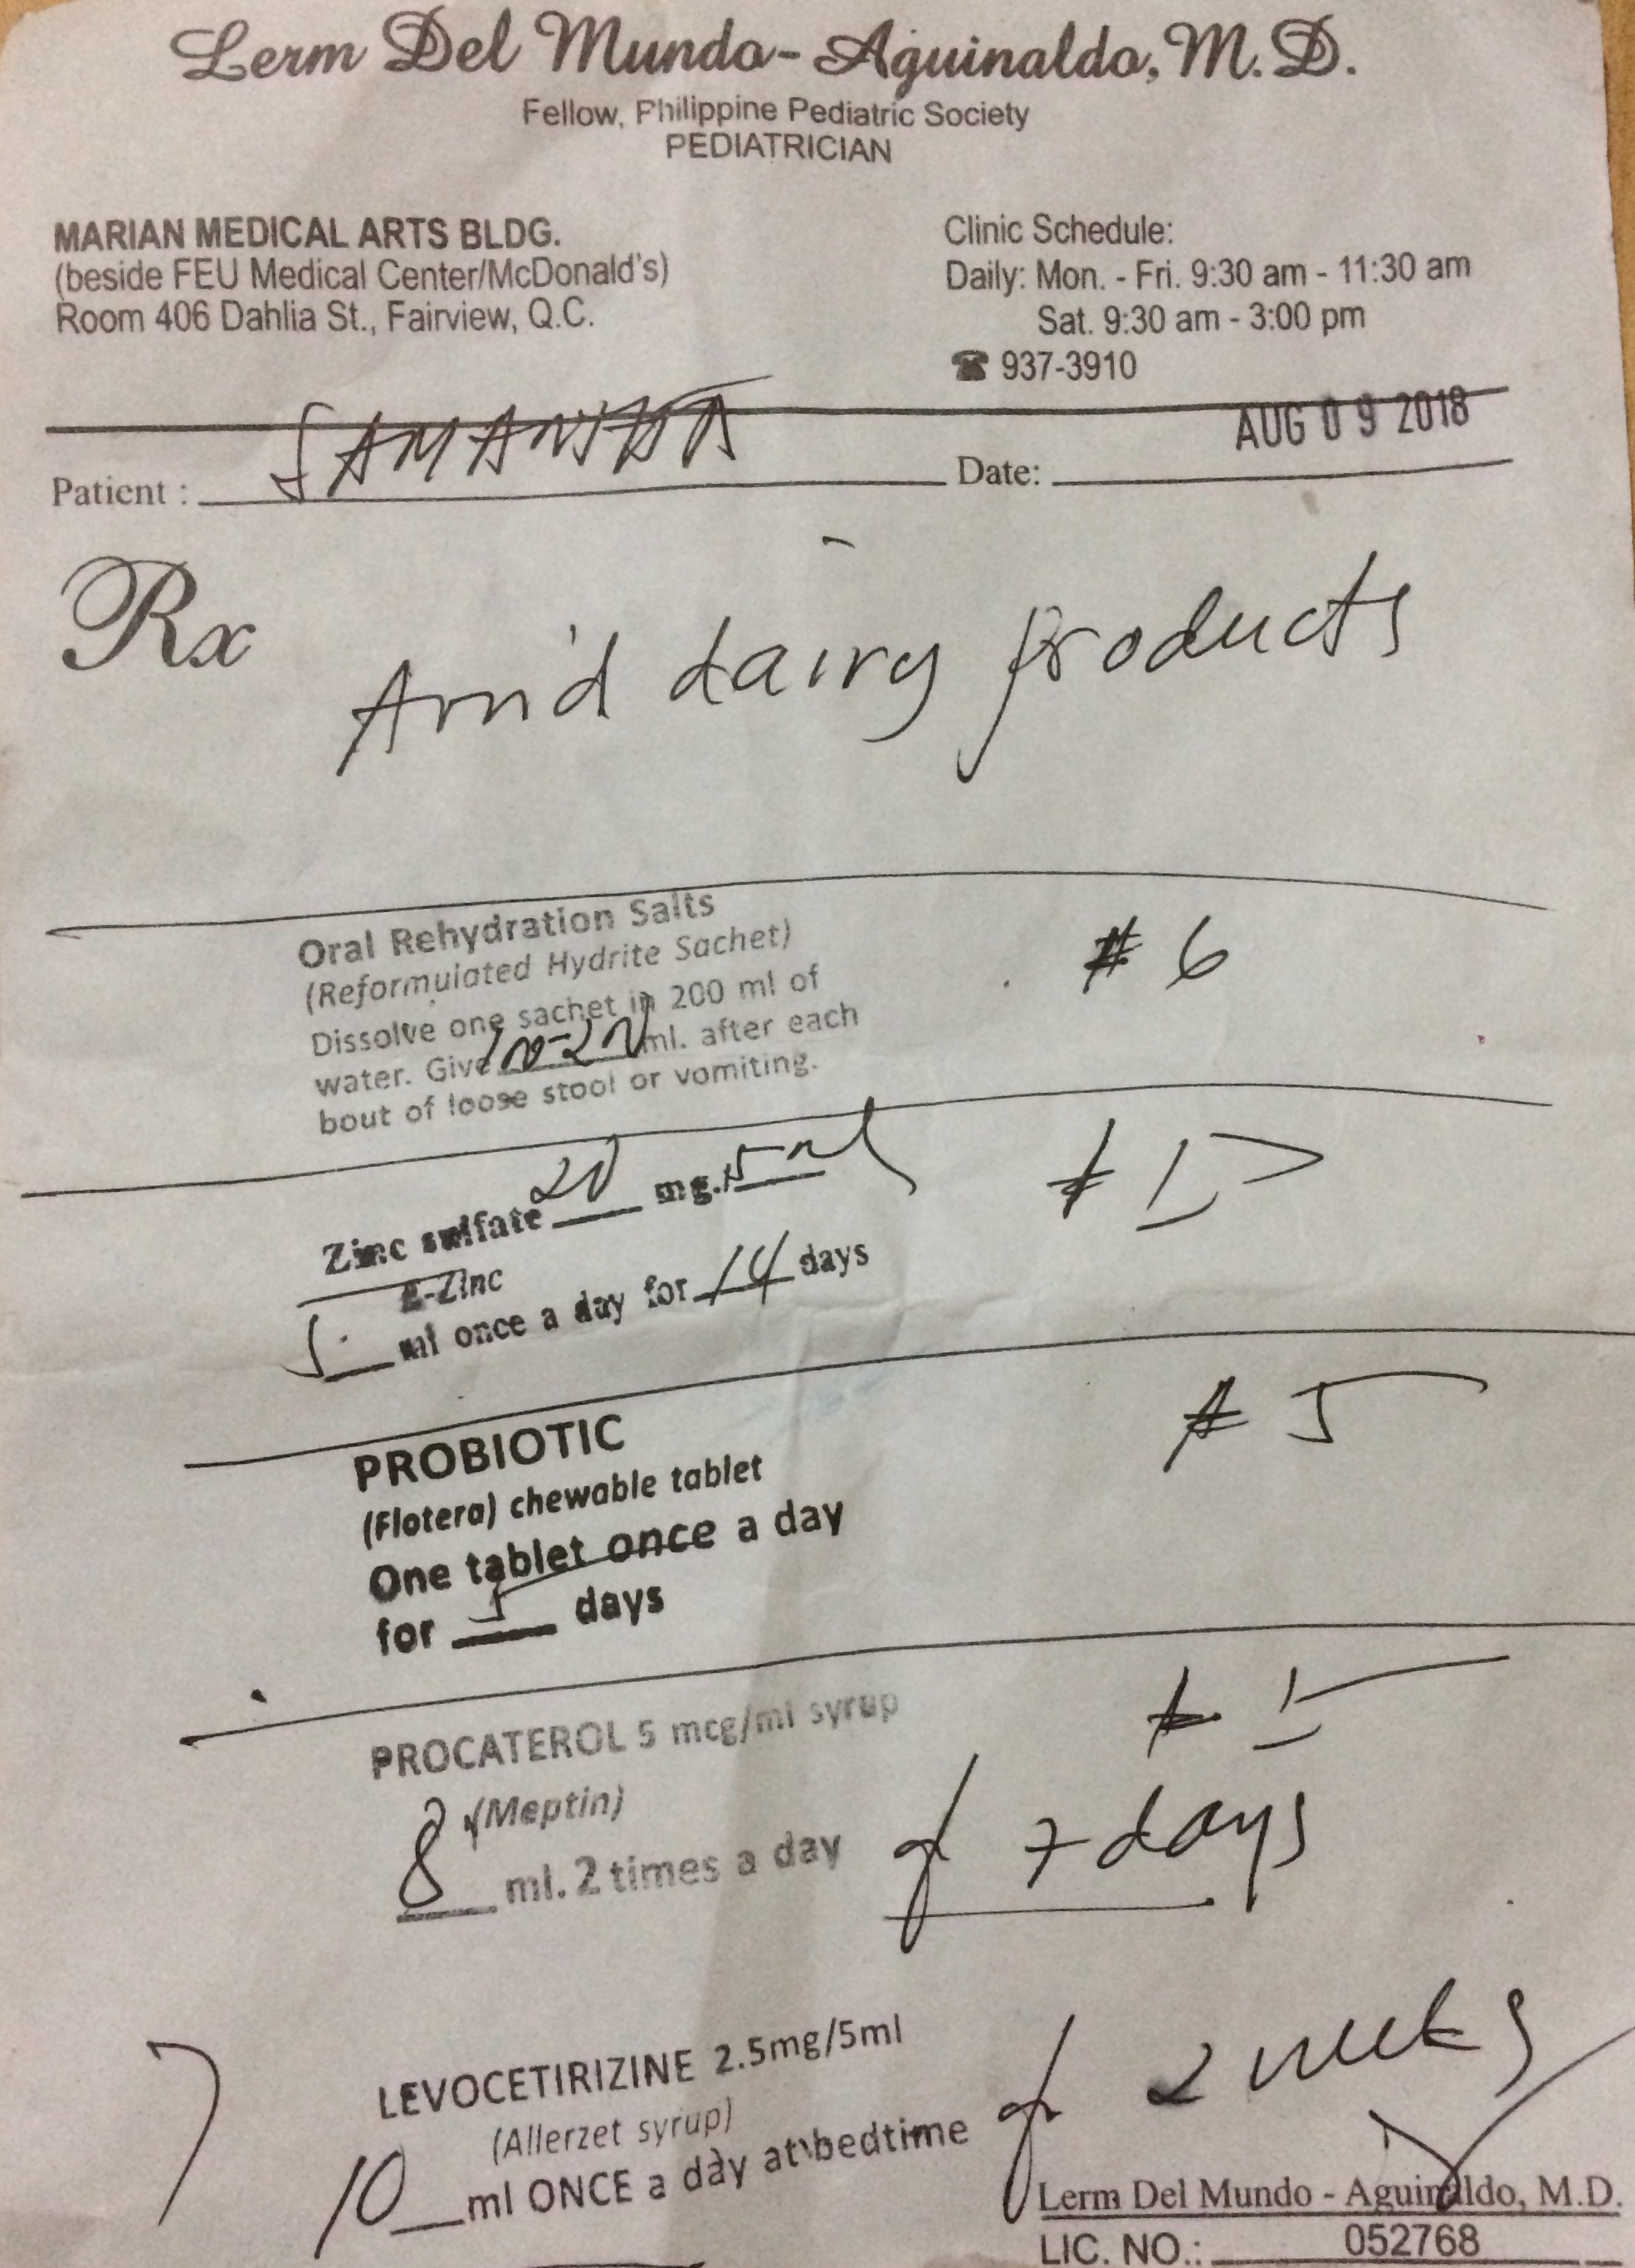 Lerm Del Mundo-Aguinaldo, M.D.
Fellow, Philippine Pediatric Society
PEDIATRICIAN
MARIAN MEDICAL ARTS BLDG.
(beside FEU Medical Center/McDonald's)
Room 406 Dahlia St., Fairview, Q.C.
Clinic Schedule:
Daily: Mon. - Fri. 9:30 am - 11:30 am
Sat. 9:30 am - 3:00 pm
☎ 937-3910
Patient : SAMANTHA Date: AUG 09 2018
Rx
Avoid dairy products
Oral Rehydration Salts # 6
(Reformulated Hydrite Sachet)
Dissolve one sachet in 200 ml of
water. Give 100-200 ml. after each
bout of loose stool or vomiting.
Zinc sulfate 20 mg./5ml #
E-Zinc
5 ml once a day for 14 days
PROBIOTIC # 5
(Flotera) chewable tablet
One tablet once a day
for 5 days
PROCATEROL 5 mcg/ml syrup #
(Meptin)
8 ml. 2 times a day 7 days
LEVOCETIRIZINE 2.5mg/5ml
(Allerzet syrup) 2 weeks
10 ml ONCE a day at bedtime
Lerm Del Mundo - Aguinaldo, M.D.
LIC. NO.: 052768